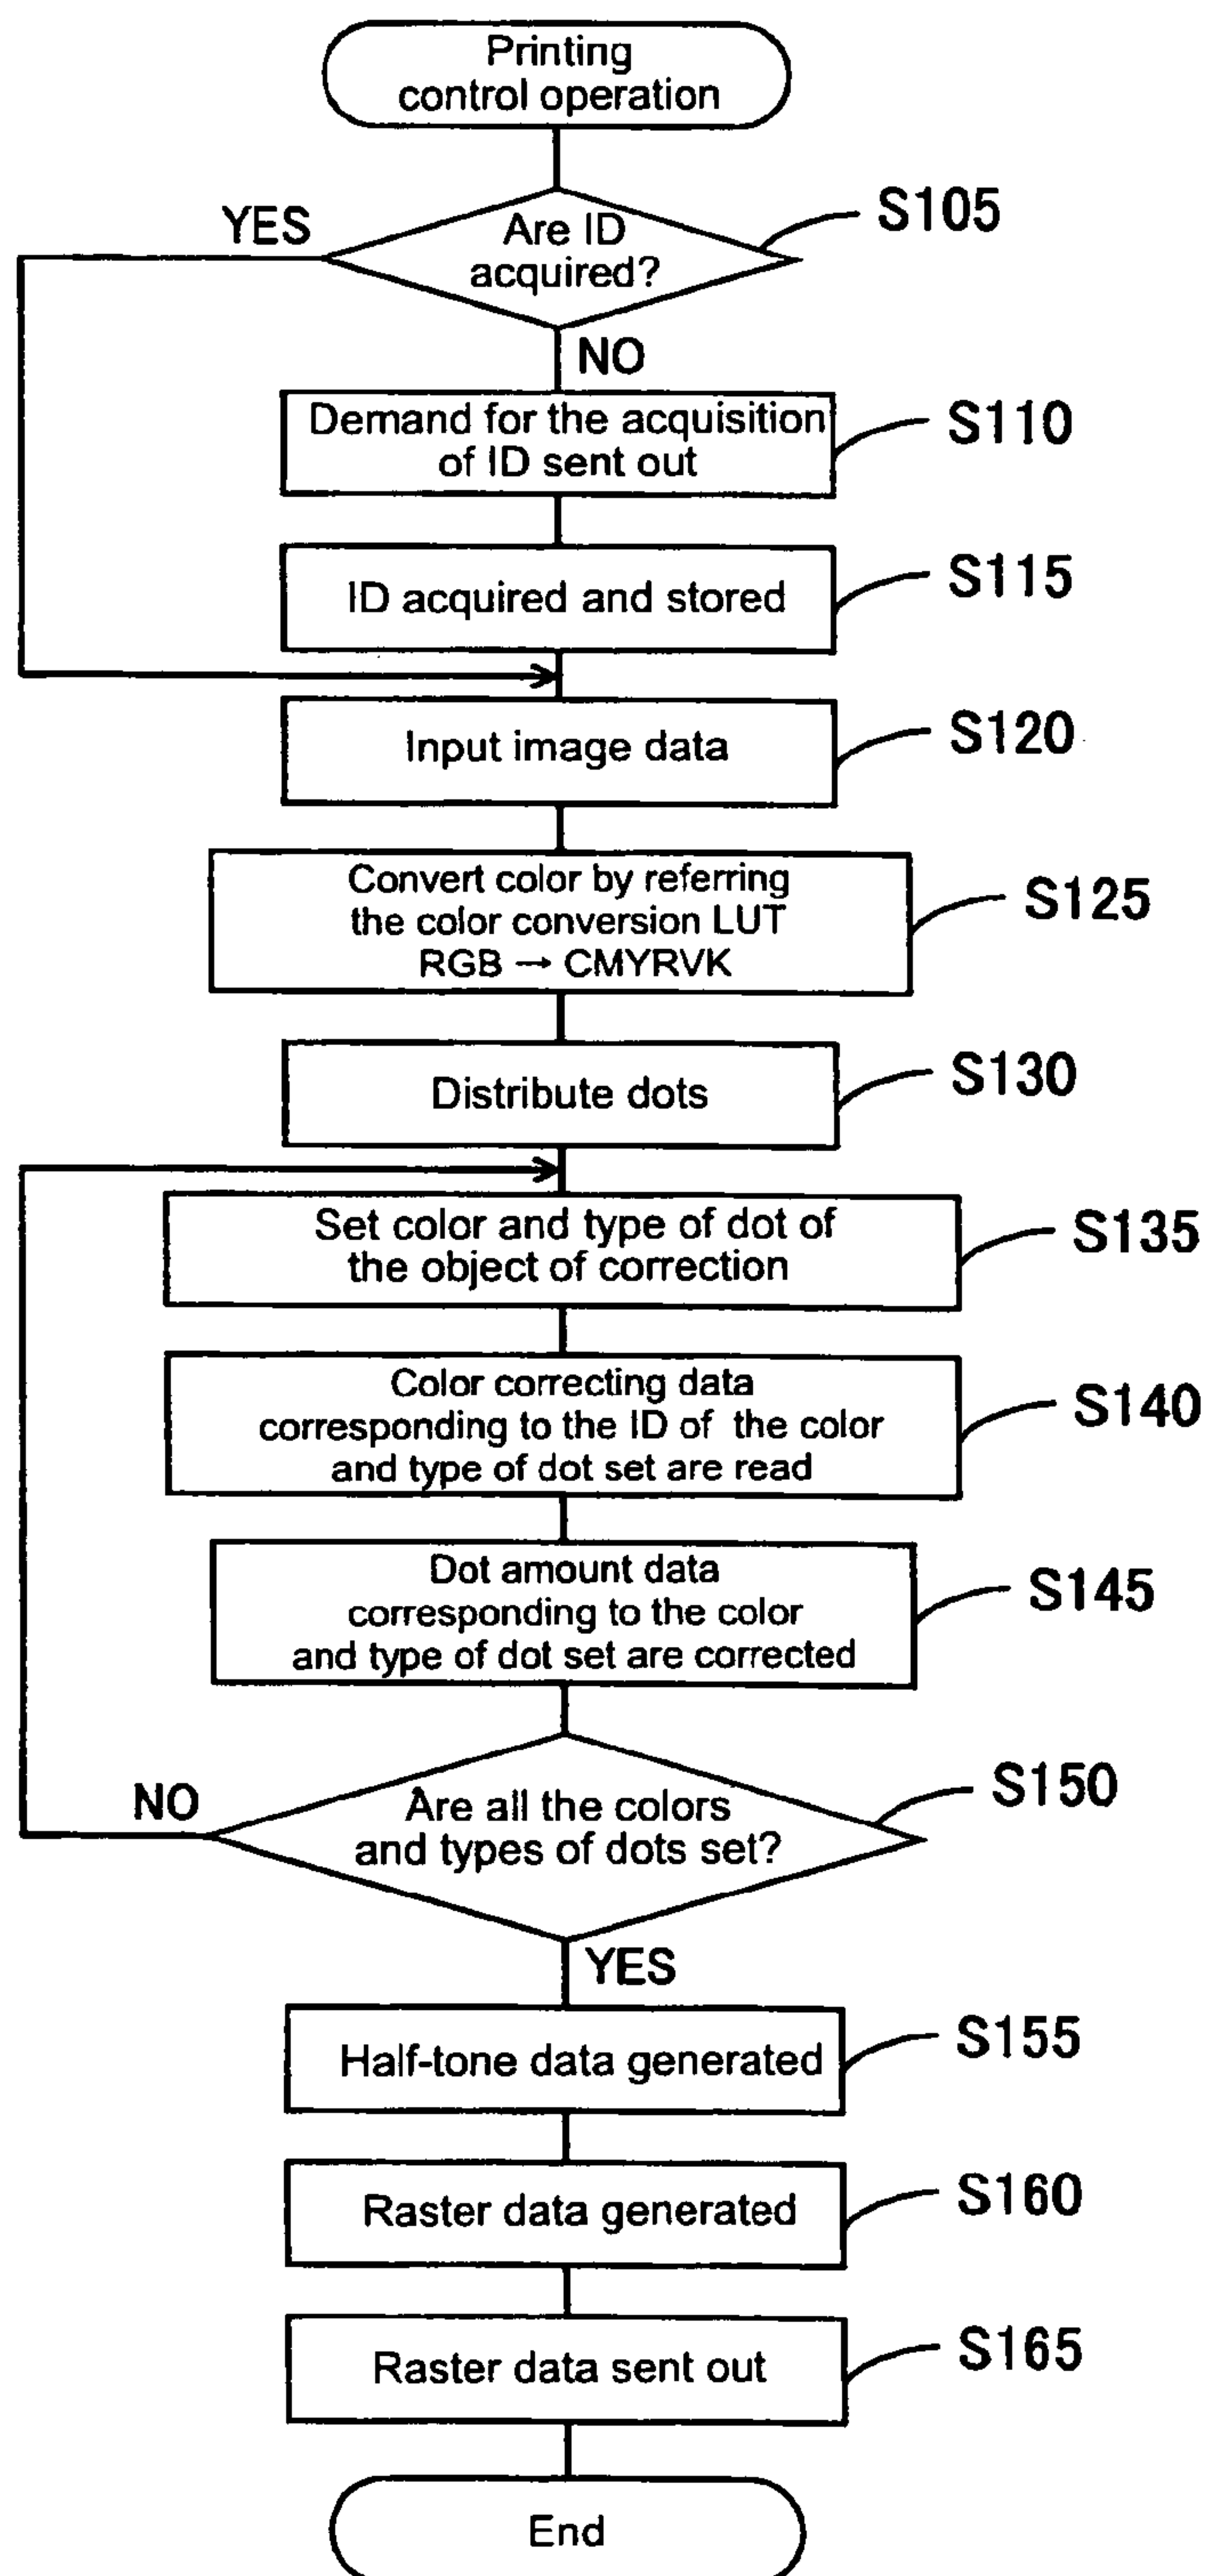 Printing
control operation
YES
Are ID
acquired?
S105
NO
Demand for the acquisition
of ID sent out
S110
ID acquired and stored
S115
Input image data
S120
Convert color by referring
the color conversion LUT
RGB → CMYRVK
S125
Distribute dots
S130
Set color and type of dot of
the object of correction
S135
Color correcting data
corresponding to the ID of the color
and type of dot set are read
S140
Dot amount data
corresponding to the color
and type of dot set are corrected
S145
NO
Are all the colors
and types of dots set?
S150
YES
Half-tone data generated
S155
Raster data generated
S160
Raster data sent out
S165
End